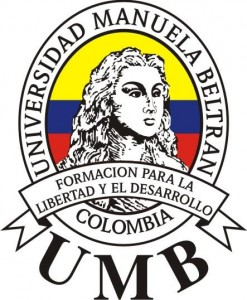 UNIVERSIDAD MANUELA BELTRAN
FORMACION PARA LA
LIBERTAD Y EL DESARROLLO
COLOMBIA
UMB